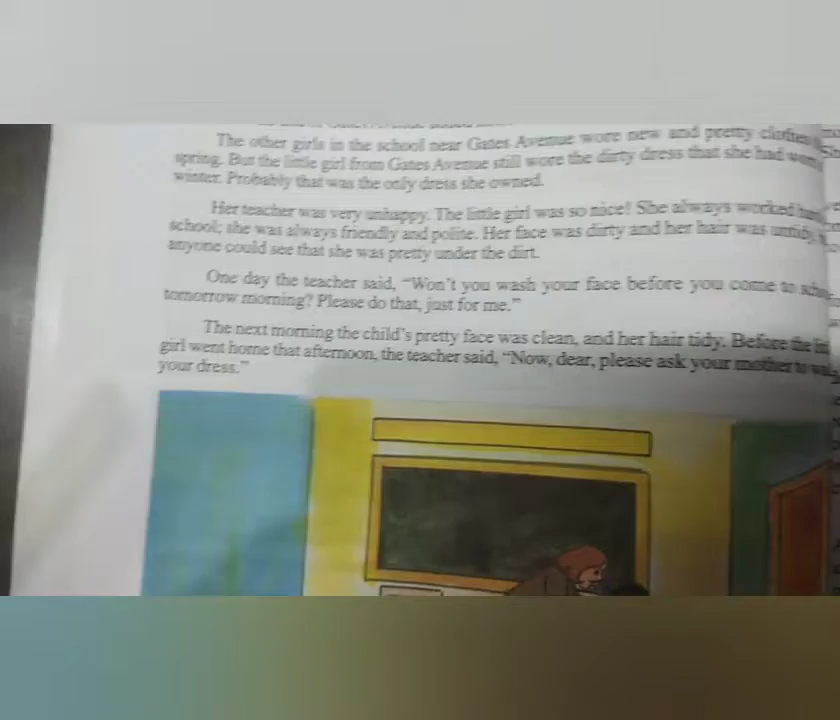 The other girls in the school near Gates Avenue wore new and pretty clothes
spring. But the little girl from Gates Avenue still wore the dirty dress that she had
winter. Probably that was the only dress she owned.
Her teacher was very unhappy. The little girl was so nice! She always worked
school; she was always friendly and polite. Her face was dirty and her hair was untidy,
anyone could see that she was pretty under the dirt.
One day the teacher said, “Won’t you wash your face before you come to
tomorrow morning? Please do that, just for me.”
The next morning the child’s pretty face was clean, and her hair tidy. Before the
girl went home that afternoon, the teacher said, “Now, dear, please ask your mother to
your dress.”